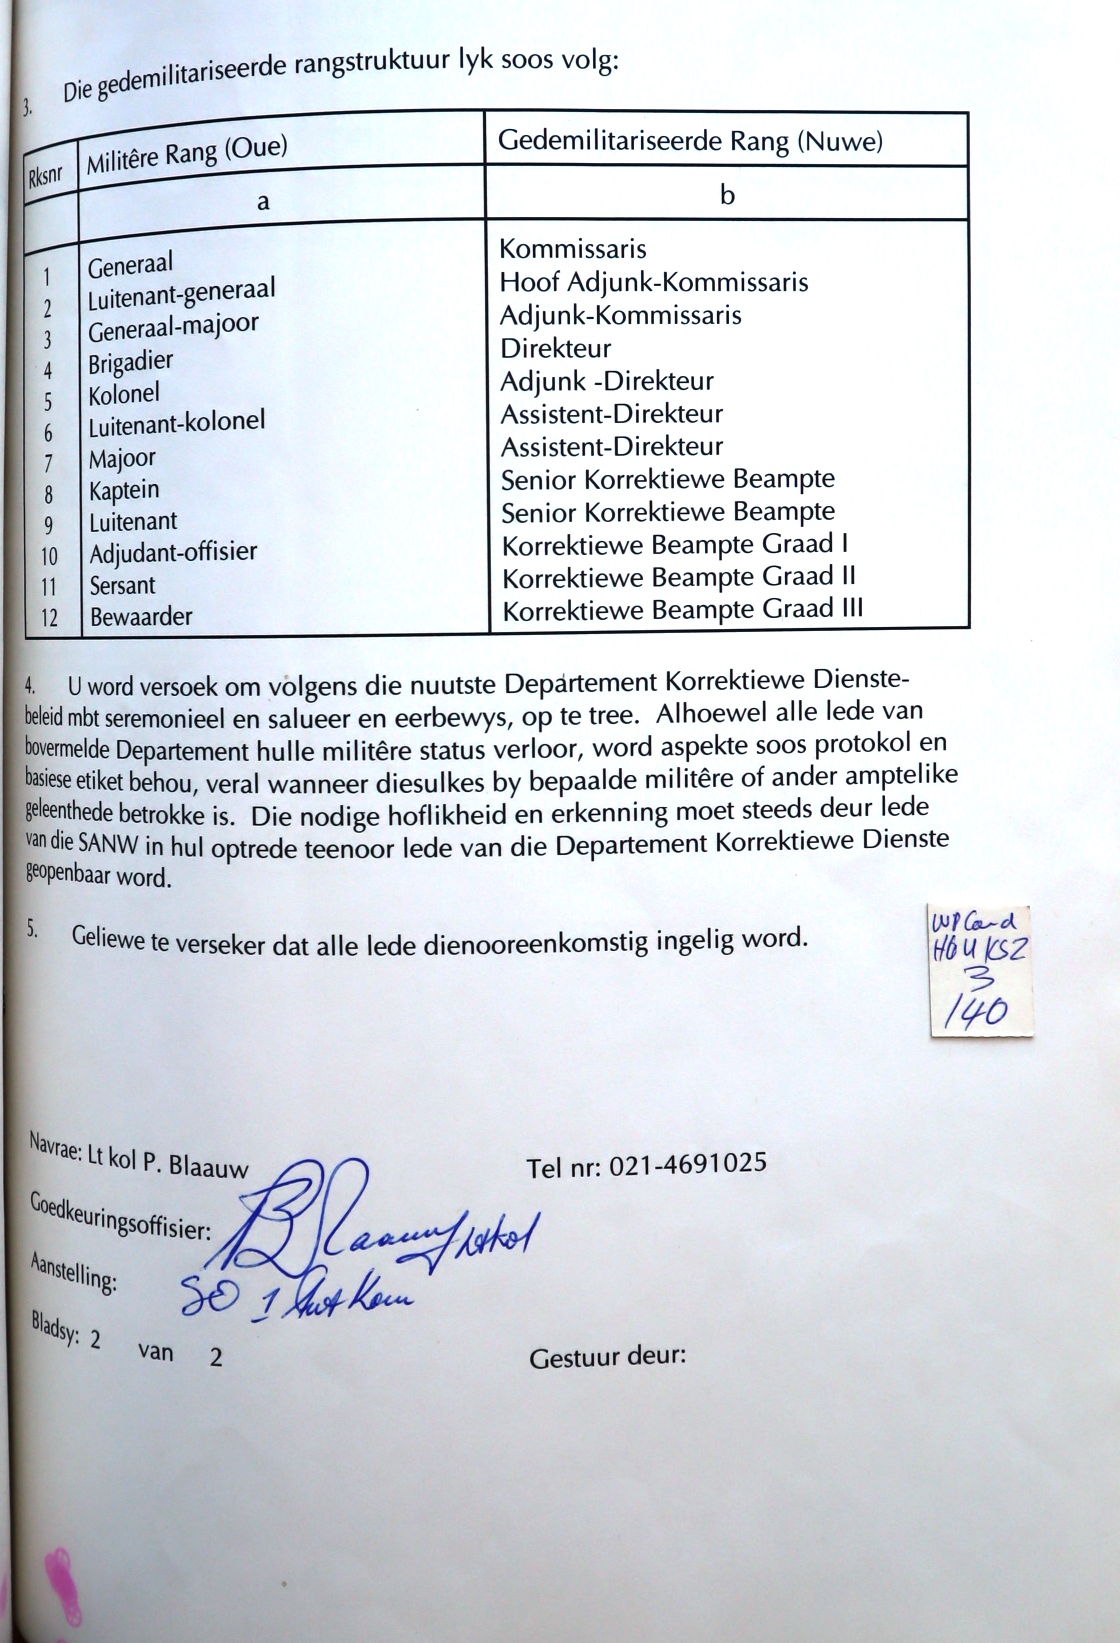 3. Die gedemilitariseerde rangstruktuur lyk soos volg:
Rksnr Militêre Rang (Oue) Gedemilitariseerde Rang (Nuwe)
a b
1 Generaal Kommissaris
2 Luitenant-generaal Hoof Adjunk-Kommissaris
3 Generaal-majoor Adjunk-Kommissaris
4 Brigadier Direkteur
5 Kolonel Adjunk -Direkteur
6 Luitenant-kolonel Assistent-Direkteur
7 Majoor Assistent-Direkteur
8 Kaptein Senior Korrektiewe Beampte
9 Luitenant Senior Korrektiewe Beampte
10 Adjudant-offisier Korrektiewe Beampte Graad I
11 Sersant Korrektiewe Beampte Graad II
12 Bewaarder Korrektiewe Beampte Graad III
4. U word versoek om volgens die nuutste Departement Korrektiewe Dienste-
beleid mbt seremonieel en salueer en eerbewys, op te tree. Alhoewel alle lede van
bovermelde Departement hulle militêre status verloor, word aspekte soos protokol en
basiese etiket behou, veral wanneer diesulkes by bepaalde militêre of ander amptelike
geleenthede betrokke is. Die nodige hoflikheid en erkenning moet steeds deur lede
van die SANW in hul optrede teenoor lede van die Departement Korrektiewe Dienste
geopenbaar word.
5. Geliewe te verseker dat alle lede dienooreenkomstig ingelig word.
WP Cond
3
140
Navrae: Lt kol P. Blaauw Tel nr: 021-4691025
Goedkeuringsoffisier: Blaauw Lt kol
Aanstelling: SO 1 Kom
Bladsy: 2 van 2 Gestuur deur: